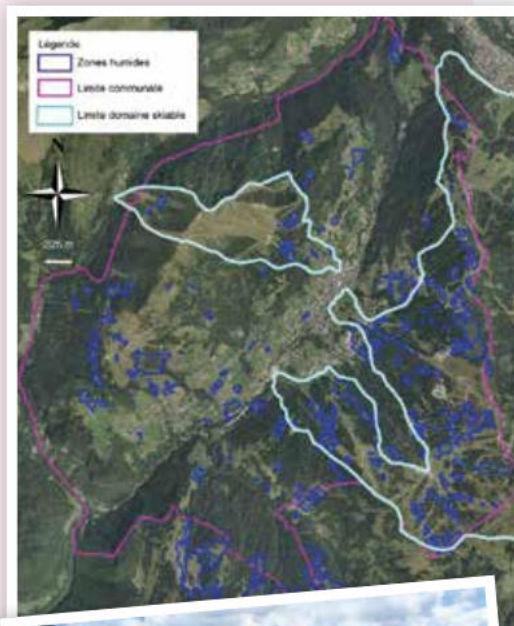 Légende
Zones humides
Limite communale
Limite domaine skiable
N